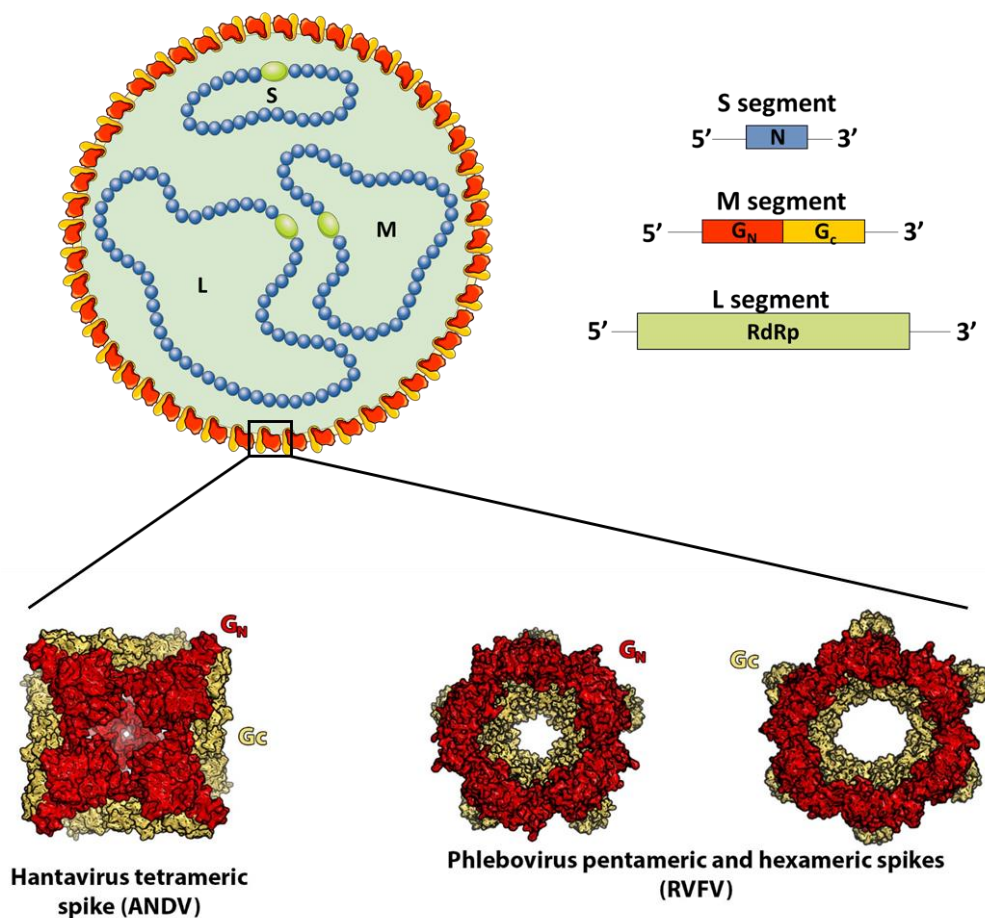 S
M
L
S segment
5’ N 3’
M segment
5’ GN Gc 3’
L segment
5’ RdRp 3’
GN
Gc
GN
Gc
Hantavirus tetrameric
spike (ANDV)
Phlebovirus pentameric and hexameric spikes
(RVFV)